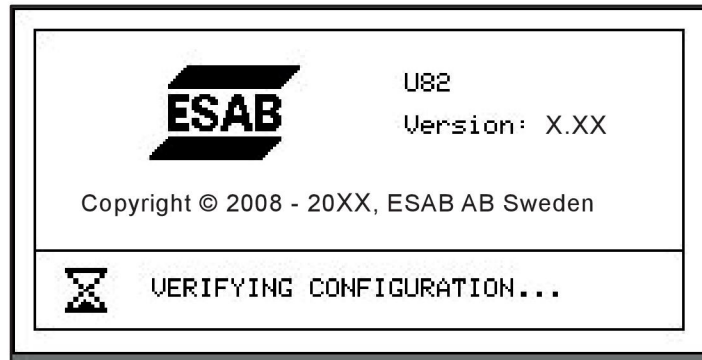 ESAB
U82
Version: X.XX
Copyright © 2008 - 20XX, ESAB AB Sweden
VERIFYING CONFIGURATION...